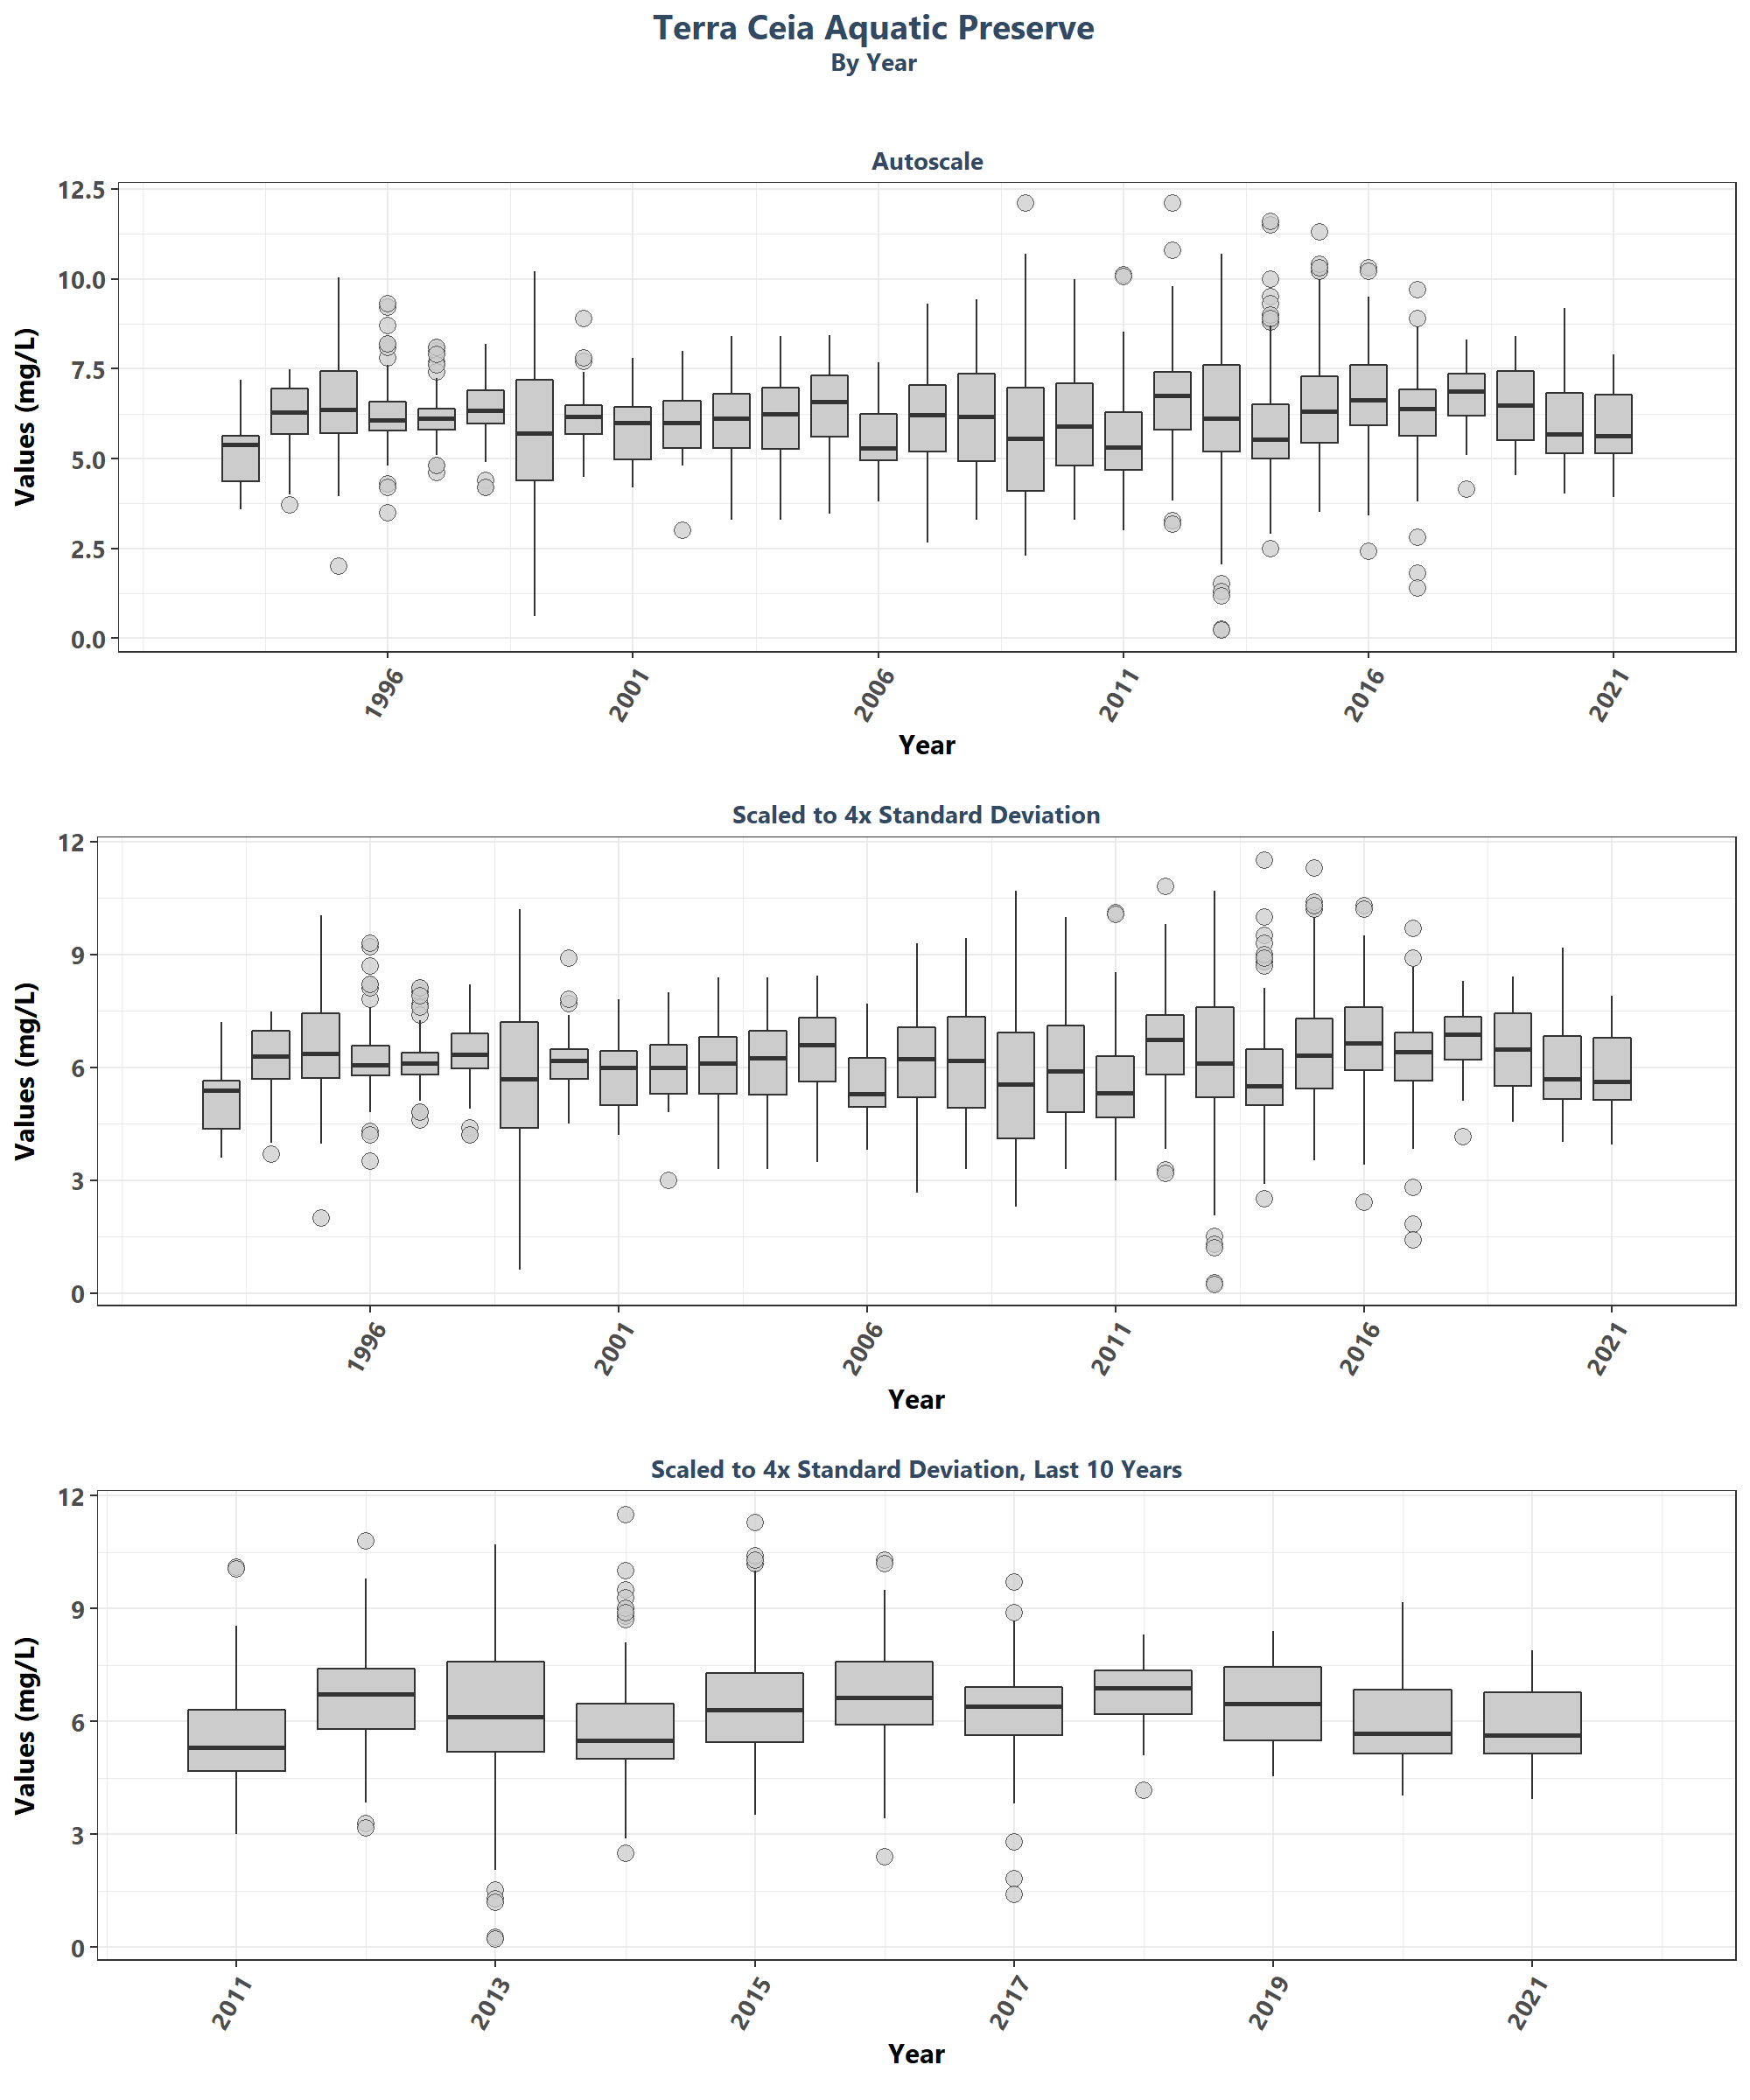 Terra Ceia Aquatic Preserve
By Year
Autoscale
Values (mg/L)
12.5
10.0
7.5
5.0
2.5
0.0
1996 2001 2006 2011 2016 2021
Year
Scaled to 4x Standard Deviation
Values (mg/L)
12
9
6
3
0
1996 2001 2006 2011 2016 2021
Year
Scaled to 4x Standard Deviation, Last 10 Years
Values (mg/L)
12
9
6
3
0
2011 2013 2015 2017 2019 2021
Year